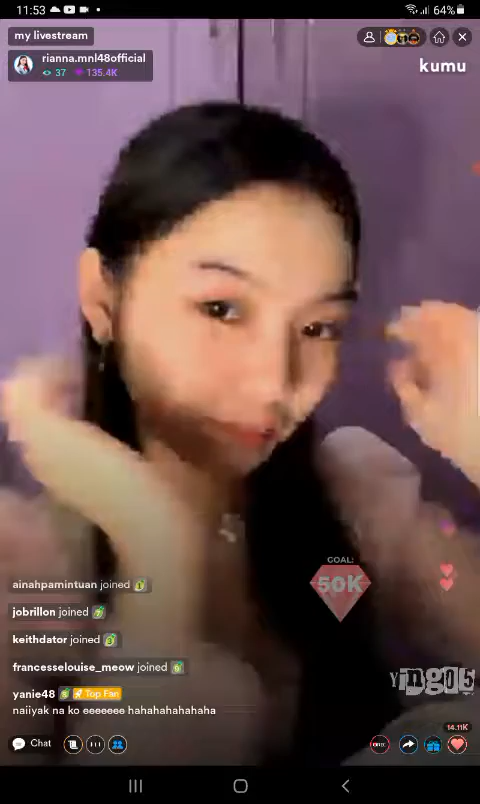 11:53
64%
my livestream
rianna.mnl48official
37 135.4K
kumu
ainahpamintuan joined
jobrillon joined
keithdator joined
francesselouise_meow joined
yanie48 Top Fan
naiiyak na ko eeeeeee hahahahahahaha
GOAL:
50K
Yingo5
14.11K
Chat